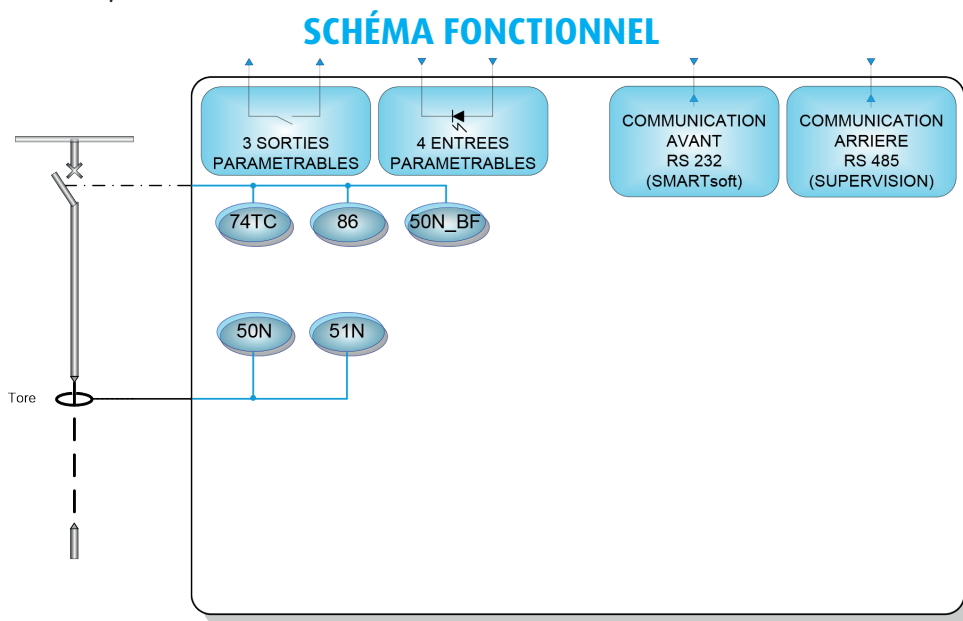 SCHÉMA FONCTIONNEL
3 SORTIES
PARAMETRABLES
4 ENTREES
PARAMETRABLES
COMMUNICATION
AVANT
RS 232
(SMARTsoft)
COMMUNICATION
ARRIERE
RS 485
(SUPERVISION)
74TC
86
50N_BF
50N
51N
Tore